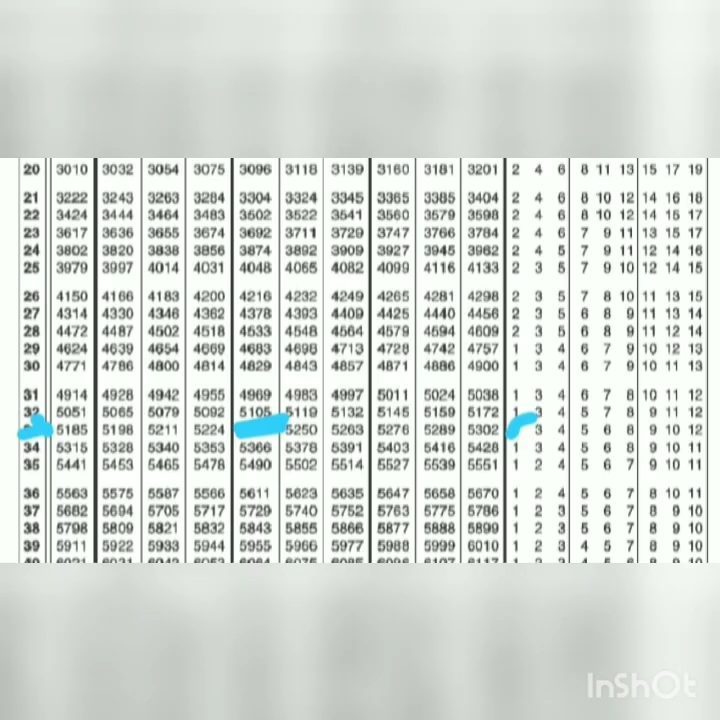 20 3010 3032 3054 3075 3096 3118 3139 3160 3181 3201 2 4 6 8 11 13 15 17 19
21 3222 3243 3263 3284 3304 3324 3345 3365 3385 3404 2 4 6 8 10 12 14 16 18
22 3424 3444 3464 3483 3502 3522 3541 3560 3579 3598 2 4 6 8 10 12 14 15 17
23 3617 3636 3655 3674 3692 3711 3729 3747 3766 3784 2 4 6 7 9 11 13 15 17
24 3802 3820 3838 3856 3874 3892 3909 3927 3945 3962 2 4 5 7 9 11 12 14 16
25 3979 3997 4014 4031 4048 4065 4082 4099 4116 4133 2 3 5 7 9 10 12 14 15
26 4150 4166 4183 4200 4216 4232 4249 4265 4281 4298 2 3 5 7 8 10 11 13 15
27 4314 4330 4346 4362 4378 4393 4409 4425 4440 4456 2 3 5 6 8 9 11 13 14
28 4472 4487 4502 4518 4533 4548 4564 4579 4594 4609 2 3 5 6 8 9 11 12 14
29 4624 4639 4654 4669 4683 4698 4713 4728 4742 4757 1 3 4 6 7 9 10 12 13
30 4771 4786 4800 4814 4829 4843 4857 4871 4886 4900 1 3 4 6 7 9 10 11 13
31 4914 4928 4942 4955 4969 4983 4997 5011 5024 5038 1 3 4 6 7 8 10 11 12
32 5051 5065 5079 5092 5105 5119 5132 5145 5159 5172 1 3 4 5 7 8 9 11 12
5185 5198 5211 5224 5250 5263 5276 5289 5302 3 4 5 6 8 9 10 12
34 5315 5328 5340 5353 5366 5378 5391 5403 5416 5428 1 3 4 5 6 8 9 10 11
35 5441 5453 5465 5478 5490 5502 5514 5527 5539 5551 1 2 4 5 6 7 9 10 11
36 5563 5575 5587 5566 5611 5623 5635 5647 5658 5670 1 2 4 5 6 7 8 10 11
37 5682 5694 5705 5717 5729 5740 5752 5763 5775 5786 1 2 3 5 6 7 8 9 10
38 5798 5809 5821 5832 5843 5855 5866 5877 5888 5899 1 2 3 5 6 7 8 9 10
39 5911 5922 5933 5944 5955 5966 5977 5988 5999 6010 1 2 3 4 5 7 8 9 10
InShOt